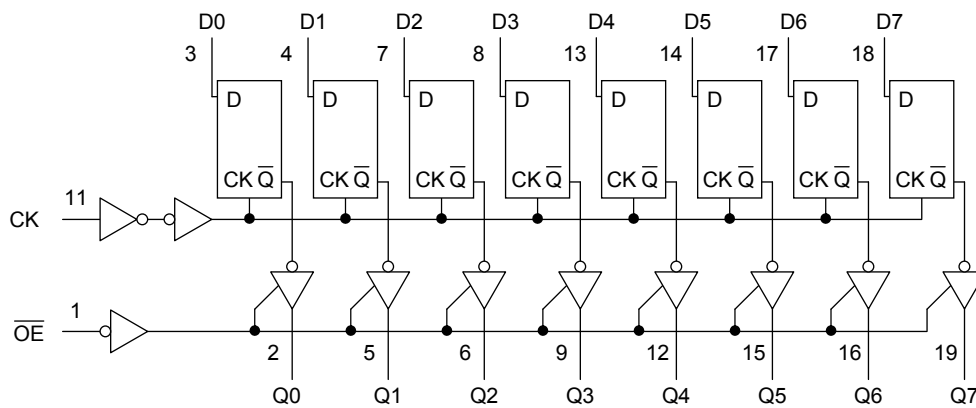 D0 D1 D2 D3 D4 D5 D6 D7
3 4 7 8 13 14 17 18
D D D D D D D D
CK Q̅ CK Q̅ CK Q̅ CK Q̅ CK Q̅ CK Q̅ CK Q̅ CK Q̅
11
CK
1
O̅E̅
2 5 6 9 12 15 16 19
Q0 Q1 Q2 Q3 Q4 Q5 Q6 Q7